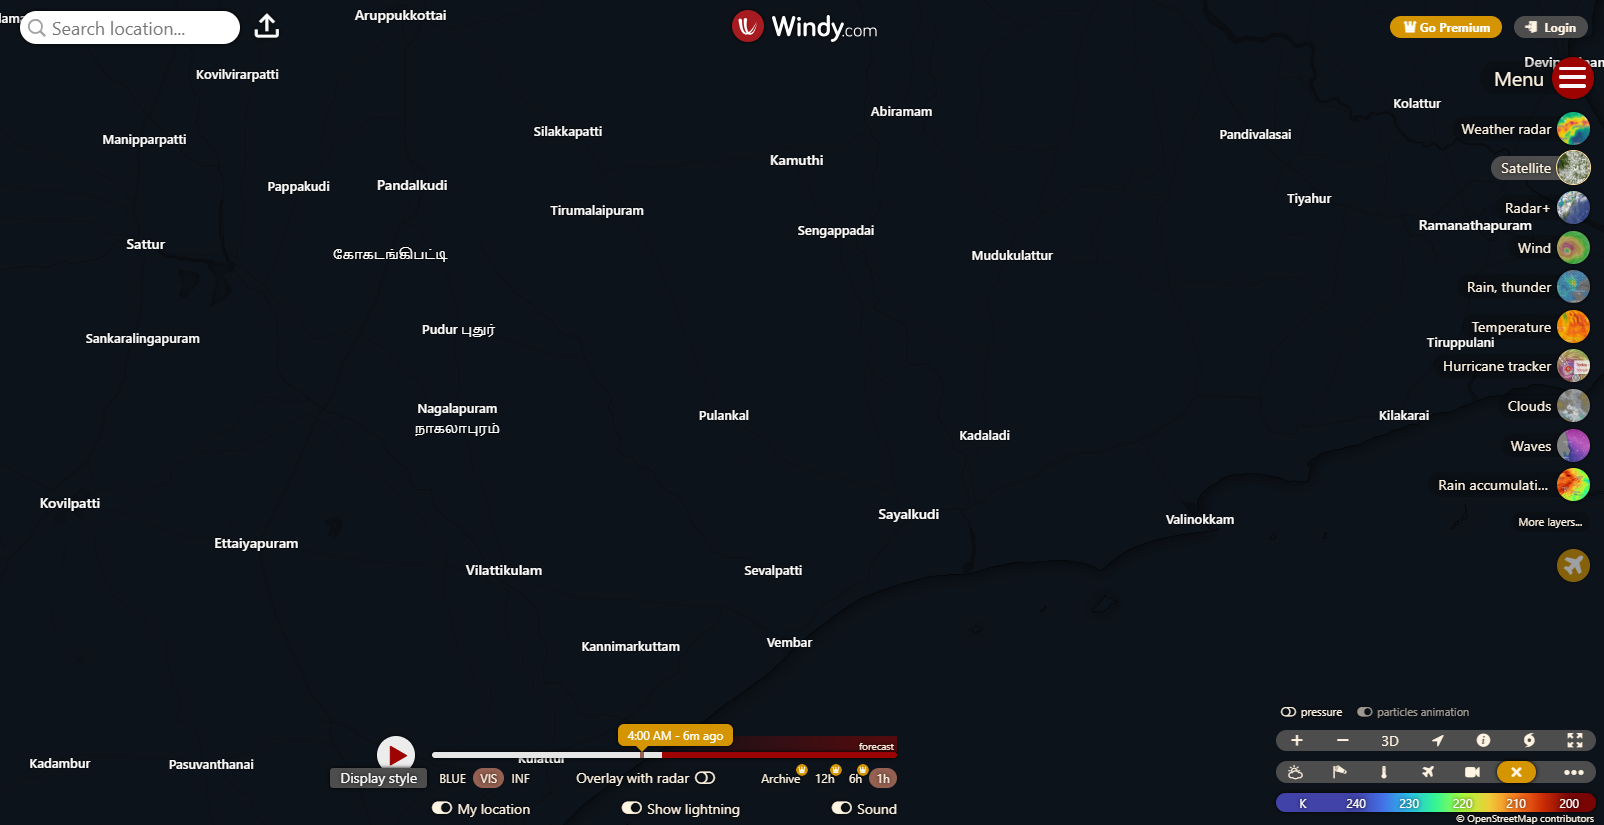 Search location...
Aruppukkottai
Windy.com
Go Premium
Login
Kovilvirarpatti
Menu
Kolattur
Abiramam
Weather radar
Silakkapatti
Pandivalasai
Manipparpatti
Kamuthi
Satellite
Pappakudi
Pandalkudi
Tiyahur
Tirumalaipuram
Radar+
Ramanathapuram
Sengappadai
Sattur
Wind
கோகடங்கிபட்டி
Mudukulattur
Rain, thunder
Pudur புதூர்
Temperature
Sankaralingapuram
Tiruppulani
Hurricane tracker
Nagalapuram
நாகலாபுரம்
Clouds
Pulankal
Kilakarai
Kadaladi
Waves
Rain accumulati...
Kovilpatti
Sayalkudi
Valinokkam
More layers...
Ettaiyapuram
Vilattikulam
Sevalpatti
Kannimarkuttam
Vembar
pressure
particles animation
4:00 AM - 6m ago
forecast
3D
Kadambur
Pasuvanthanai
Display style
BLUE
VIS
INF
Overlay with radar
Archive
12h
6h
1h
My location
Show lightning
Sound
K 240 230 220 210 200
© OpenStreetMap contributors